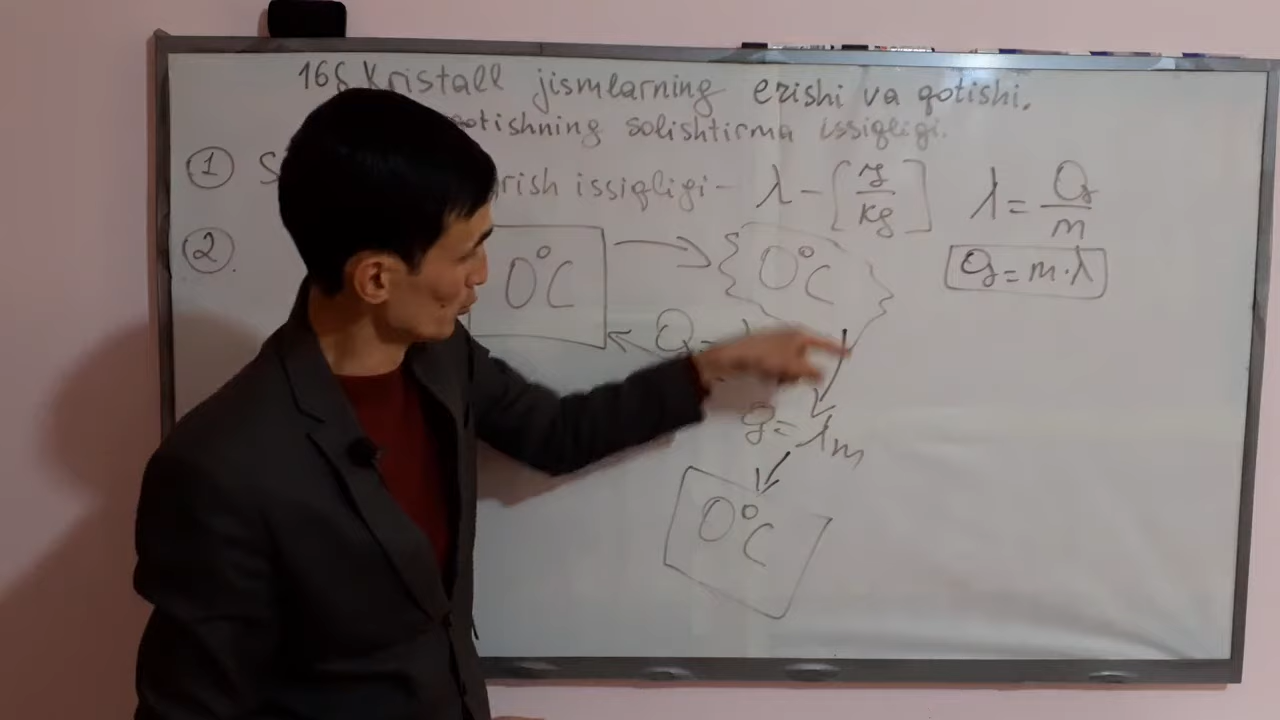 16§ Kristall jismlarning erishi va qotishi.
qotishning solishtirma issiqligi.
① S rish issiqligi - λ - [J/kg] λ = Q/m
②
0°C 0°C Q = m·λ
Q =
Q = λm
0°C